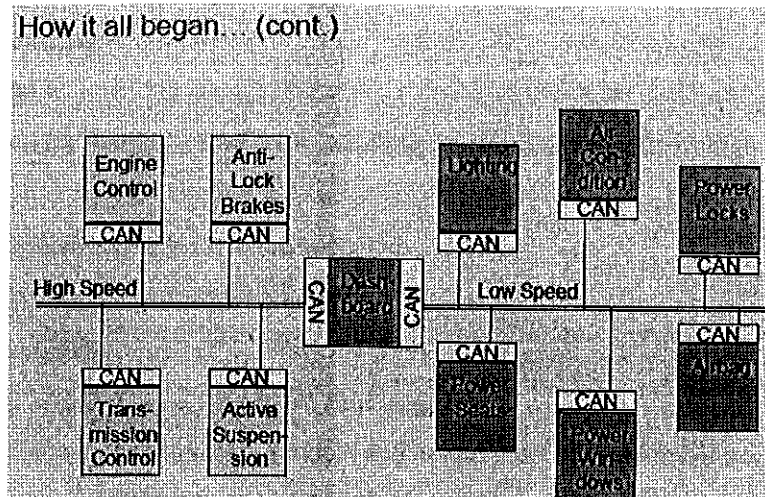 How it all began... (cont.)
Engine
Control
CAN
Anti-
Lock
Brakes
CAN
Lighting
CAN
Air
Con-
dition
CAN
Power
Locks
CAN
High Speed
CAN
Dash
board
CAN
Low Speed
CAN
Trans-
mission
Control
CAN
Active
Suspen-
sion
CAN
Power
Seats
CAN
Power
Win-
dows
CAN
Airbag